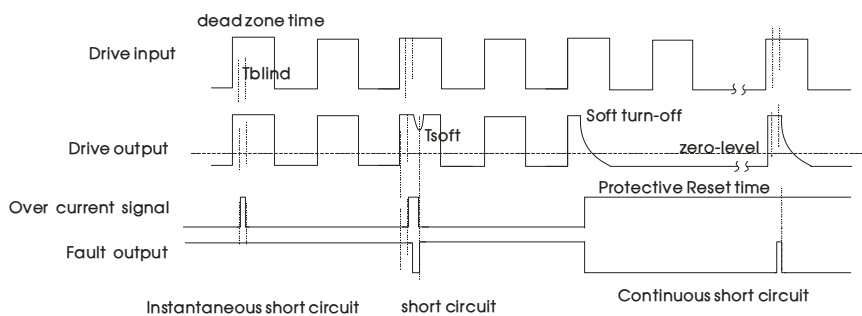 dead zone time
Drive input
Tblind
Drive output
Tsoft
Soft turn-off
zero-level
Protective Reset time
Over current signal
Fault output
Instantaneous short circuit
short circuit
Continuous short circuit